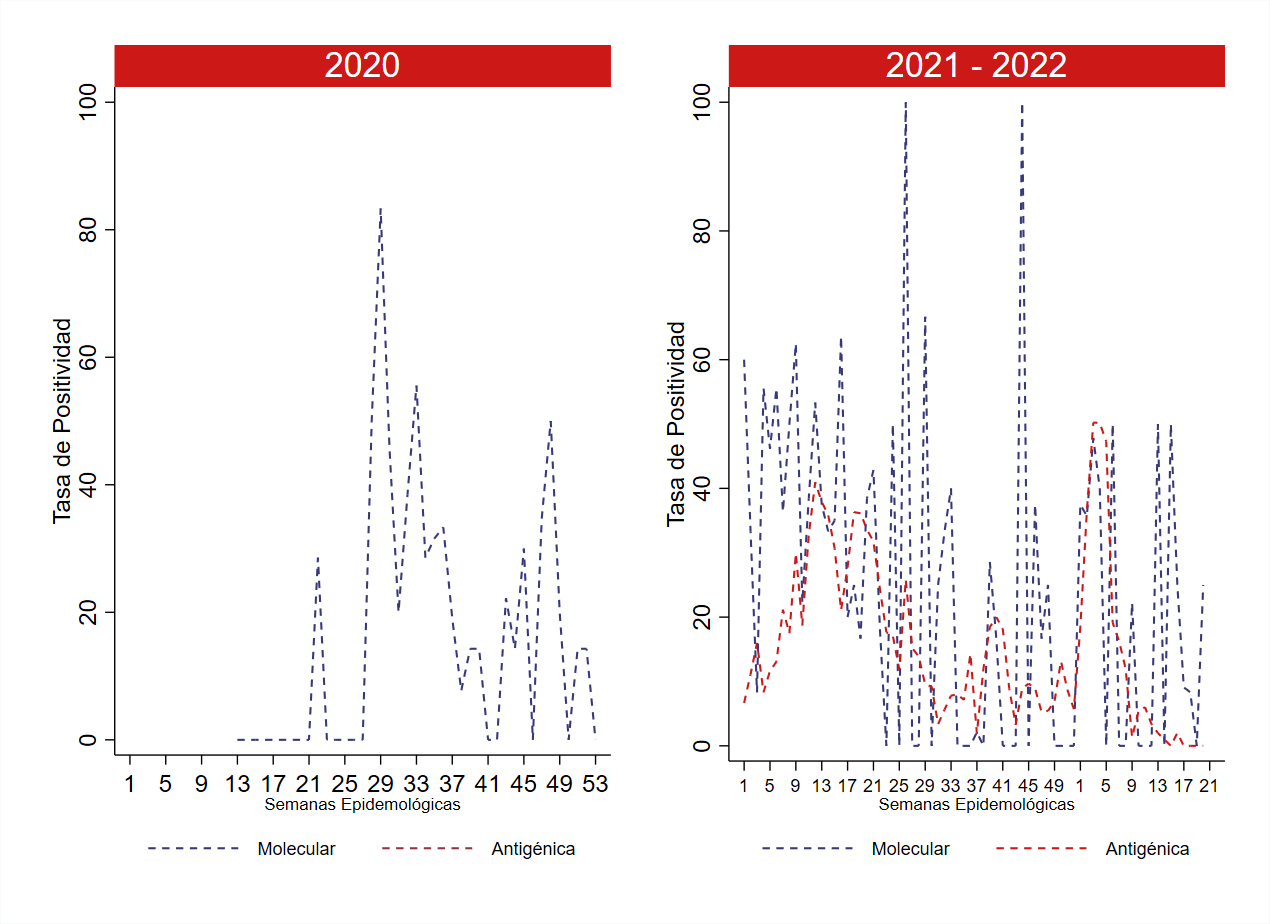 2020
Tasa de Positividad
100
80
60
40
20
0
1 5 9 13 17 21 25 29 33 37 41 45 49 53
Semanas Epidemológicas
Molecular Antigénica
2021 - 2022
Tasa de Positividad
100
80
60
40
20
0
1 5 9 13 17 21 25 29 33 37 41 45 49 1 5 9 13 17 21
Semanas Epidemológicas
Molecular Antigénica